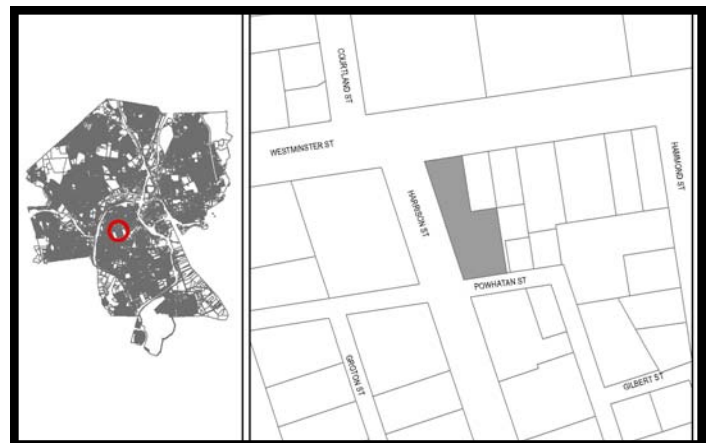 COURTLAND ST
WESTMINSTER ST
HAMMOND ST
HARRISON ST
POWHATAN ST
GROTON ST
GILBERT ST